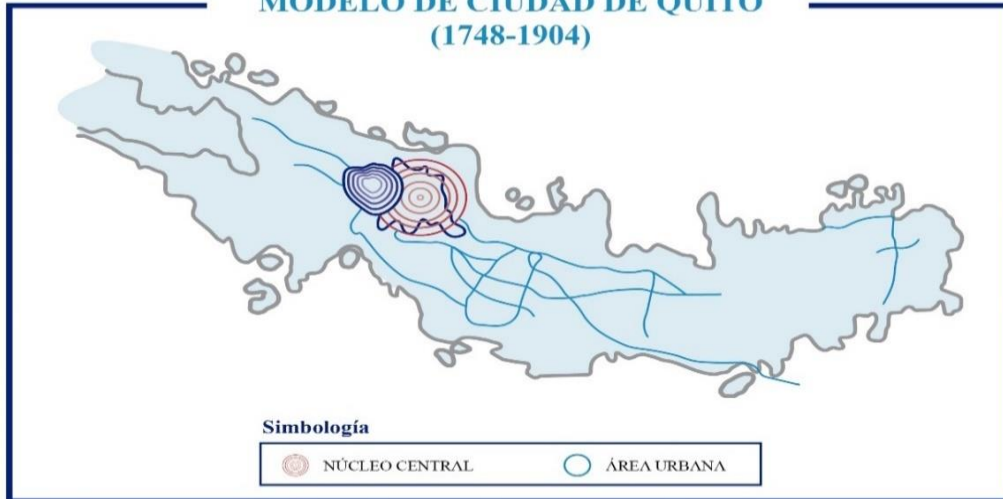 MODELO DE CIUDAD DE QUITO
(1748-1904)
Simbología
NÚCLEO CENTRAL
ÁREA URBANA